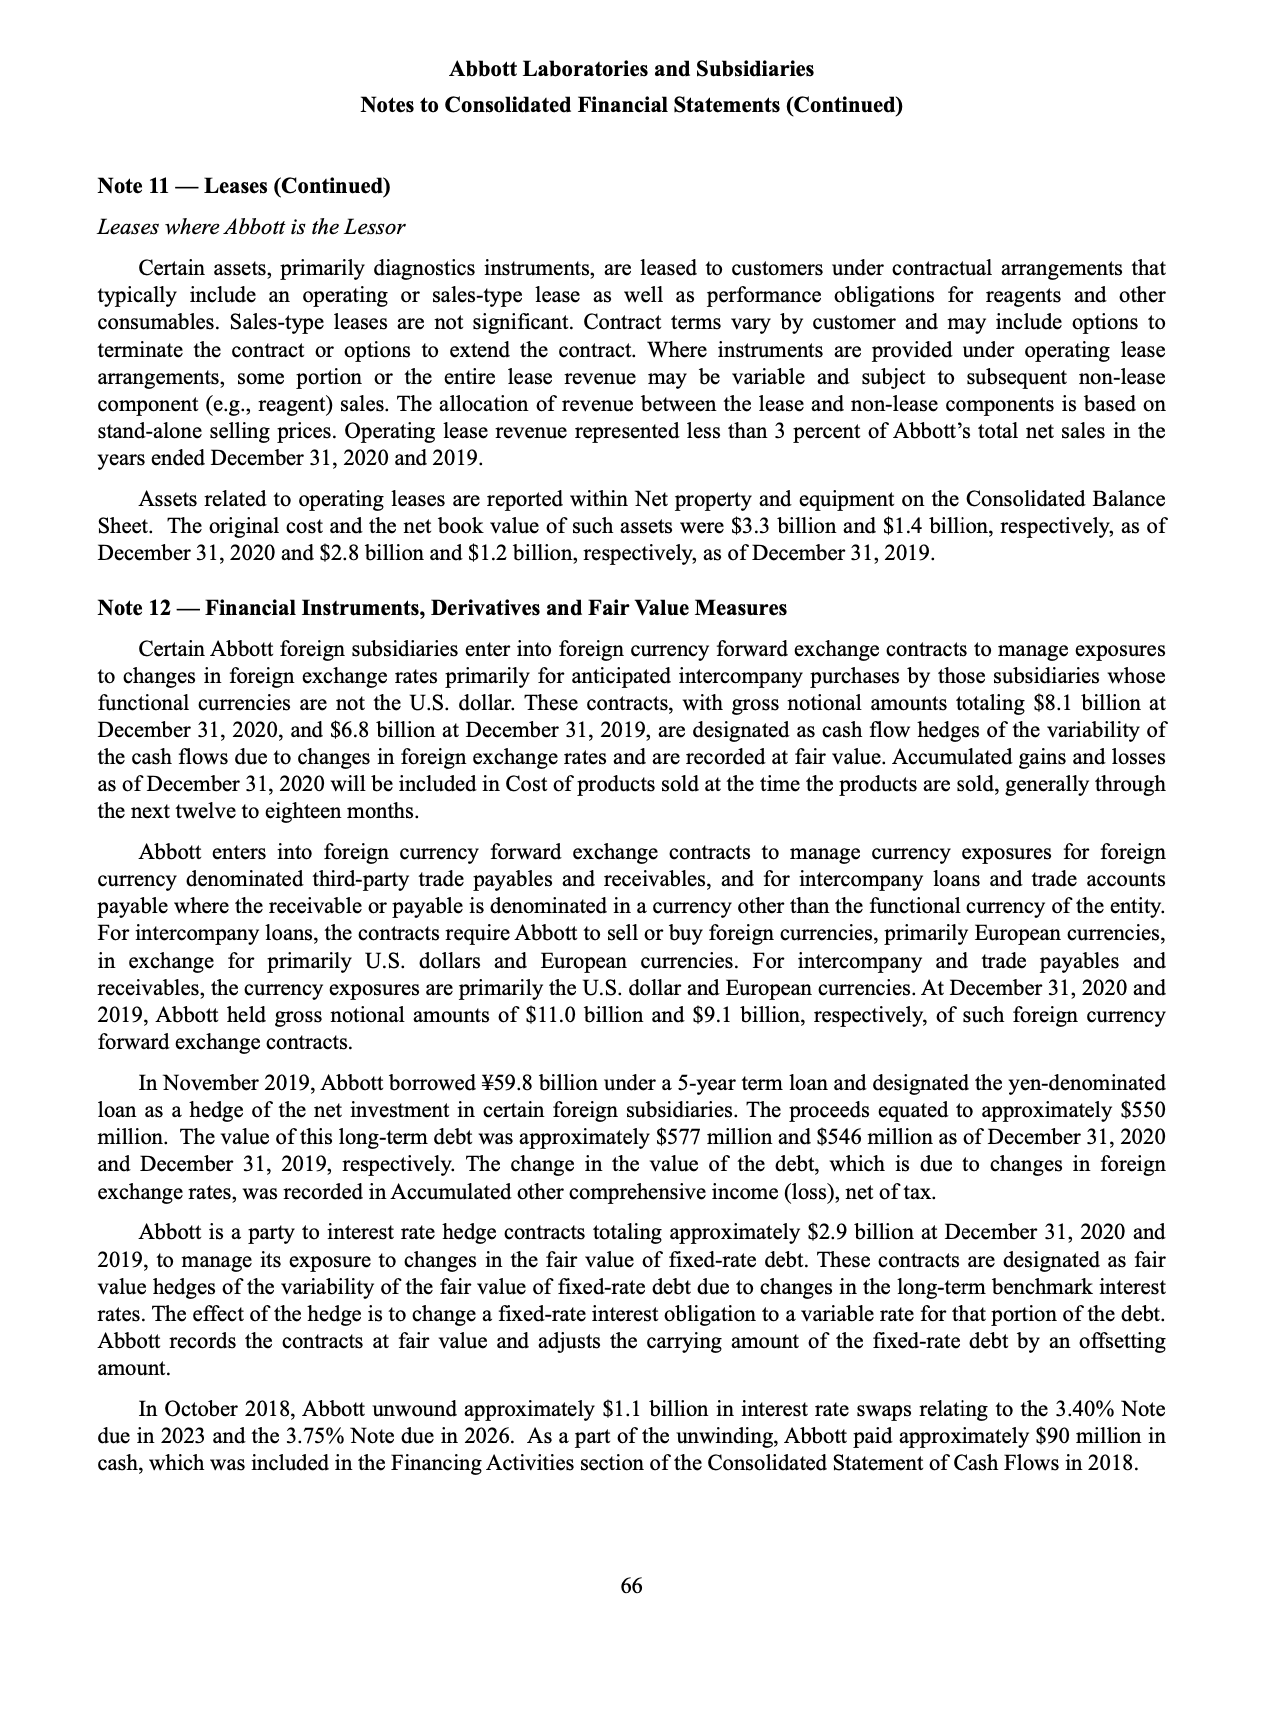 Abbott Laboratories and Subsidiaries
Notes to Consolidated Financial Statements (Continued)
Note 11 — Leases (Continued)
Leases where Abbott is the Lessor
Certain assets, primarily diagnostics instruments, are leased to customers under contractual arrangements that
typically include an operating or sales-type lease as well as performance obligations for reagents and other
consumables. Sales-type leases are not significant. Contract terms vary by customer and may include options to
terminate the contract or options to extend the contract. Where instruments are provided under operating lease
arrangements, some portion or the entire lease revenue may be variable and subject to subsequent non-lease
component (e.g., reagent) sales. The allocation of revenue between the lease and non-lease components is based on
stand-alone selling prices. Operating lease revenue represented less than 3 percent of Abbott’s total net sales in the
years ended December 31, 2020 and 2019.
Assets related to operating leases are reported within Net property and equipment on the Consolidated Balance
Sheet.  The original cost and the net book value of such assets were $3.3 billion and $1.4 billion, respectively, as of
December 31, 2020 and $2.8 billion and $1.2 billion, respectively, as of December 31, 2019.
Note 12 — Financial Instruments, Derivatives and Fair Value Measures
Certain Abbott foreign subsidiaries enter into foreign currency forward exchange contracts to manage exposures
to changes in foreign exchange rates primarily for anticipated intercompany purchases by those subsidiaries whose
functional currencies are not the U.S. dollar. These contracts, with gross notional amounts totaling $8.1 billion at
December 31, 2020, and $6.8 billion at December 31, 2019, are designated as cash flow hedges of the variability of
the cash flows due to changes in foreign exchange rates and are recorded at fair value. Accumulated gains and losses
as of December 31, 2020 will be included in Cost of products sold at the time the products are sold, generally through
the next twelve to eighteen months.
Abbott enters into foreign currency forward exchange contracts to manage currency exposures for foreign
currency denominated third-party trade payables and receivables, and for intercompany loans and trade accounts
payable where the receivable or payable is denominated in a currency other than the functional currency of the entity.
For intercompany loans, the contracts require Abbott to sell or buy foreign currencies, primarily European currencies,
in exchange for primarily U.S. dollars and European currencies. For intercompany and trade payables and
receivables, the currency exposures are primarily the U.S. dollar and European currencies. At December 31, 2020 and
2019, Abbott held gross notional amounts of $11.0 billion and $9.1 billion, respectively, of such foreign currency
forward exchange contracts.
In November 2019, Abbott borrowed ¥59.8 billion under a 5-year term loan and designated the yen-denominated
loan as a hedge of the net investment in certain foreign subsidiaries. The proceeds equated to approximately $550
million.  The value of this long-term debt was approximately $577 million and $546 million as of December 31, 2020
and December 31, 2019, respectively. The change in the value of the debt, which is due to changes in foreign
exchange rates, was recorded in Accumulated other comprehensive income (loss), net of tax.
Abbott is a party to interest rate hedge contracts totaling approximately $2.9 billion at December 31, 2020 and
2019, to manage its exposure to changes in the fair value of fixed-rate debt. These contracts are designated as fair
value hedges of the variability of the fair value of fixed-rate debt due to changes in the long-term benchmark interest
rates. The effect of the hedge is to change a fixed-rate interest obligation to a variable rate for that portion of the debt.
Abbott records the contracts at fair value and adjusts the carrying amount of the fixed-rate debt by an offsetting
amount.
In October 2018, Abbott unwound approximately $1.1 billion in interest rate swaps relating to the 3.40% Note
due in 2023 and the 3.75% Note due in 2026.  As a part of the unwinding, Abbott paid approximately $90 million in
cash, which was included in the Financing Activities section of the Consolidated Statement of Cash Flows in 2018.
66